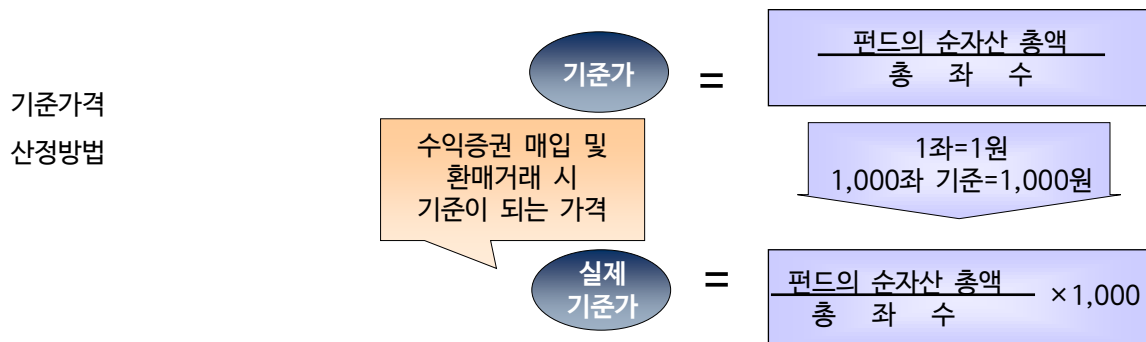 기준가격
산정방법
기준가
=
펀드의 순자산 총액
총 좌 수
수익증권 매입 및
환매거래 시
기준이 되는 가격
1좌=1원
1,000좌 기준=1,000원
실제
기준가
=
펀드의 순자산 총액
총 좌 수
×1,000